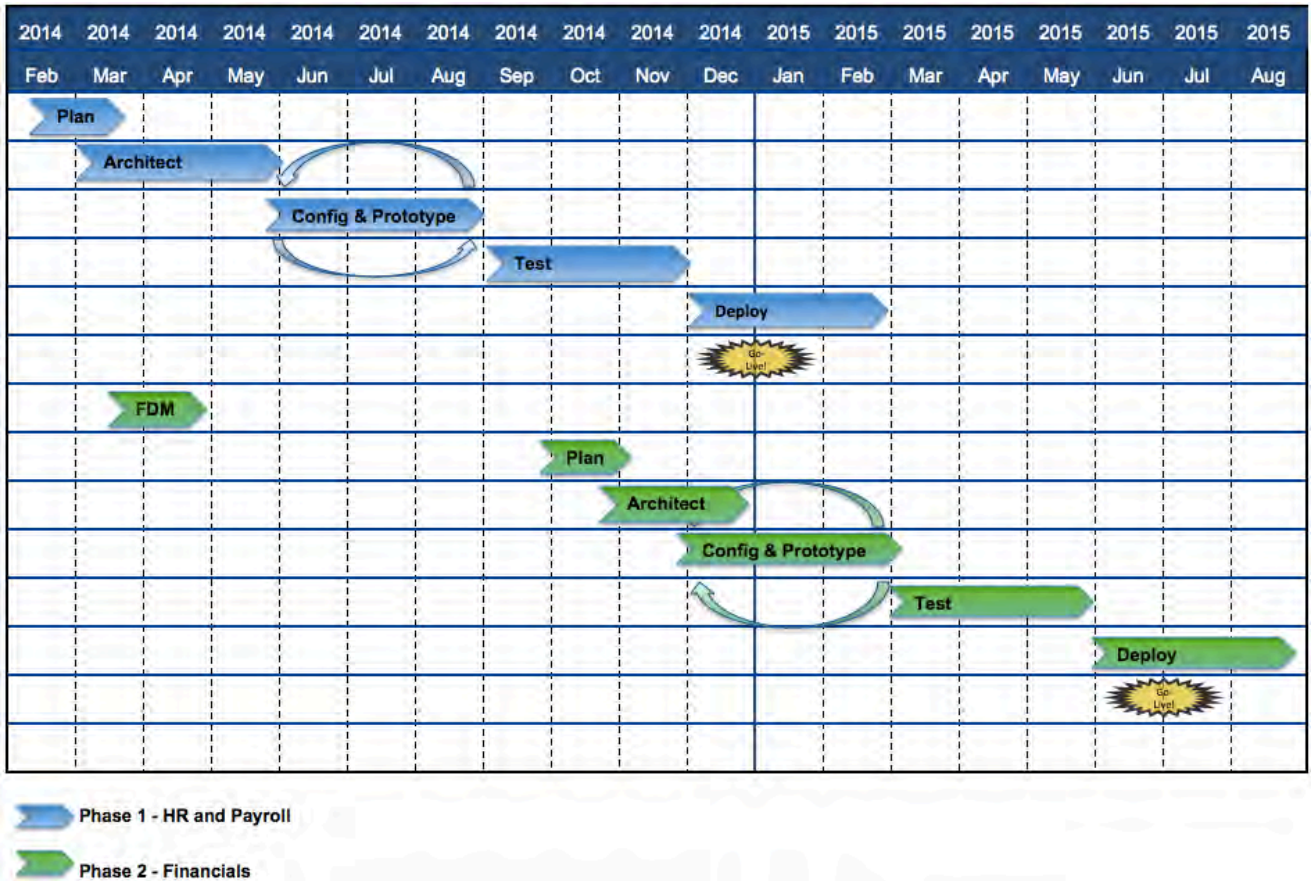 2014 2014 2014 2014 2014 2014 2014 2014 2014 2014 2014 2015 2015 2015 2015 2015 2015 2015 2015
Feb Mar Apr May Jun Jul Aug Sep Oct Nov Dec Jan Feb Mar Apr May Jun Jul Aug
Plan
Architect
Config & Prototype
Test
Deploy
Go-
Live!
FDM
Plan
Architect
Config & Prototype
Test
Deploy
Go-
Live!
Phase 1 - HR and Payroll
Phase 2 - Financials